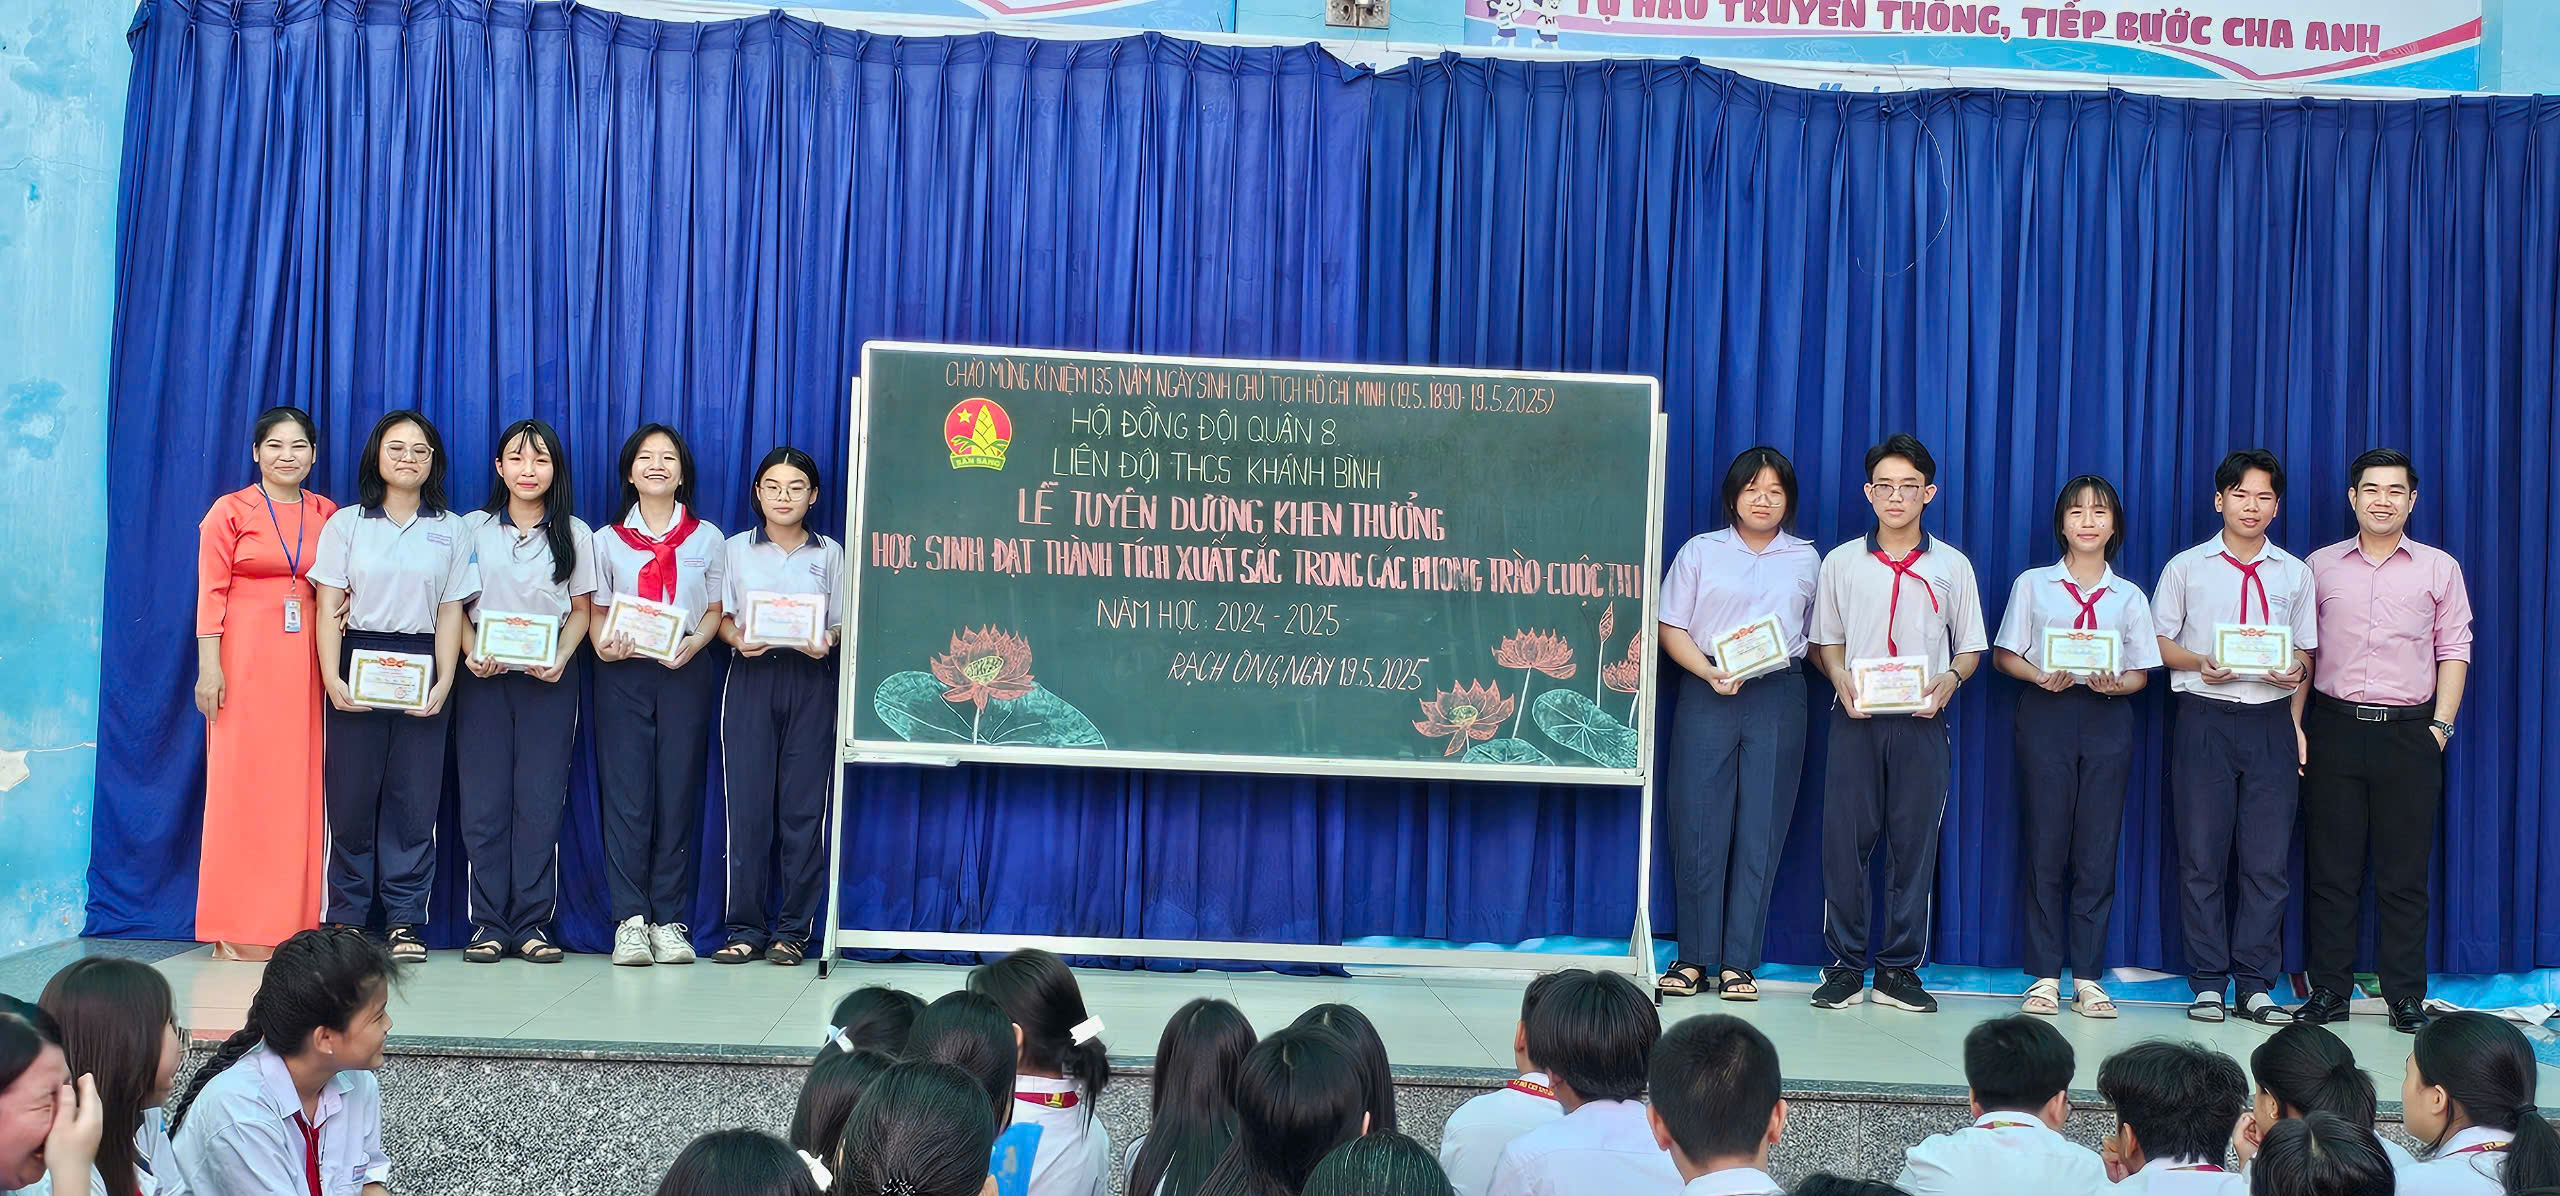 TỰ HÀO TRUYỀN THỐNG, TIẾP BƯỚC CHA ANH
CHÀO MỪNG KỈ NIỆM 135 NĂM NGÀY SINH CHỦ TỊCH HỒ CHÍ MINH (19.5.1890-19.5.2025)
HỘI ĐỒNG ĐỘI QUẬN 8
SẴN SÀNG
LIÊN ĐỘI THCS KHÁNH BÌNH
LỄ TUYÊN DƯƠNG, KHEN THƯỞNG
HỌC SINH ĐẠT THÀNH TÍCH XUẤT SẮC TRONG CÁC PHONG TRÀO-CUỘC THI
NĂM HỌC: 2024-2025
RẠCH ÔNG, NGÀY 19.5.2025